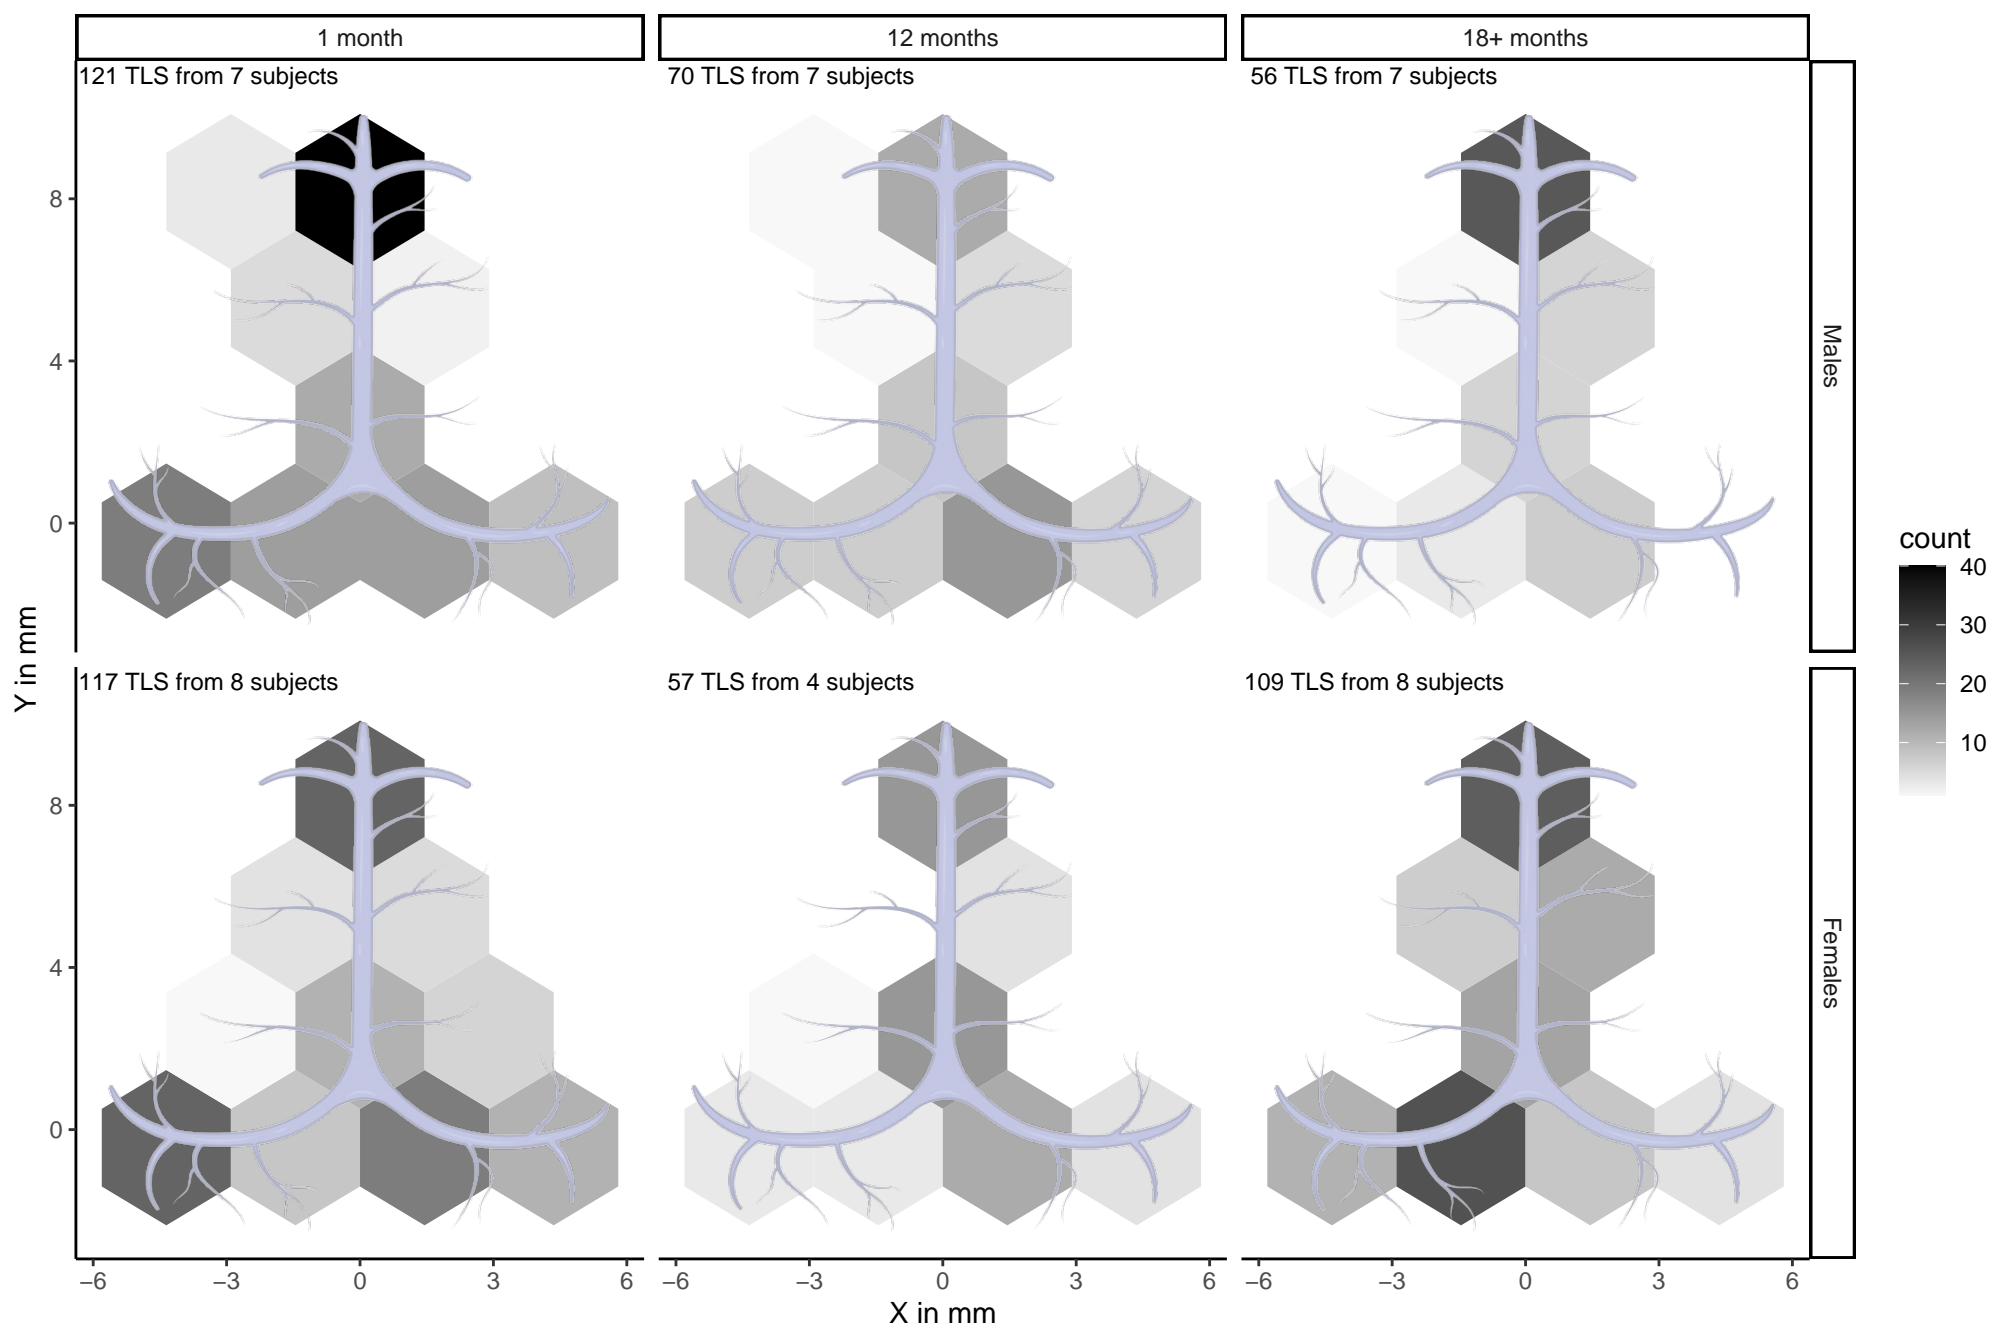 1 month
12 months
18+ months
121 TLS from 7 subjects
70 TLS from 7 subjects
56 TLS from 7 subjects
Males
8
4
0
117 TLS from 8 subjects
57 TLS from 4 subjects
109 TLS from 8 subjects
Females
8
4
0
Y in mm
−6
−3
0
3
6
−6
−3
0
3
6
−6
−3
0
3
6
X in mm
count
40
30
20
10